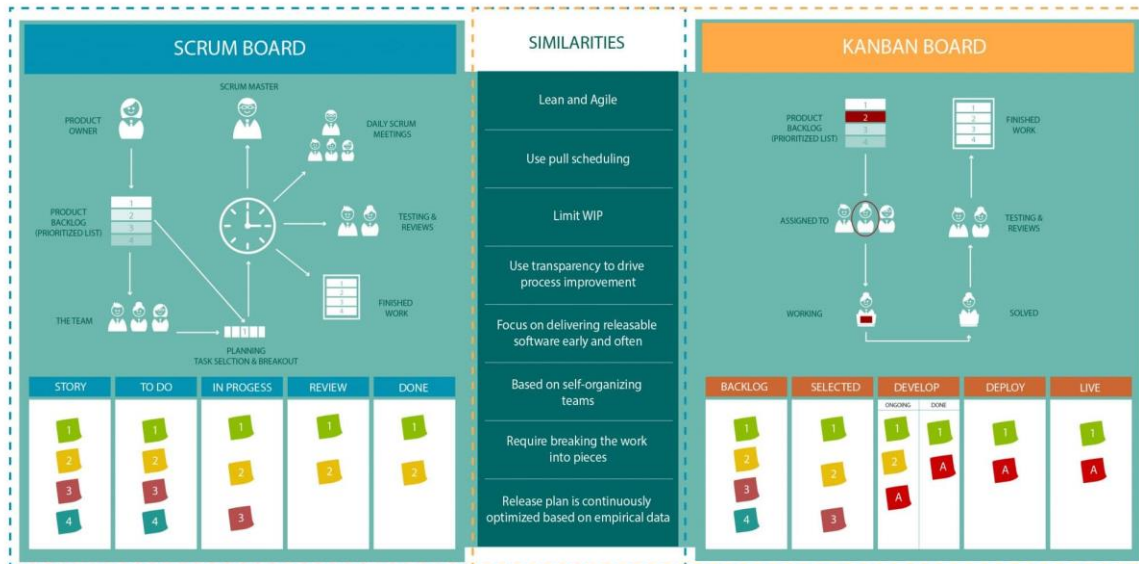 SCRUM BOARD
SCRUM MASTER
PRODUCT
OWNER
DAILY SCRUM
MEETINGS
1
2
3
4
PRODUCT
BACKLOG
(PRIORITIZED LIST)
TESTING &
REVIEWS
1
2
3
4
FINISHED
WORK
THE TEAM
1
PLANNING
TASK SELCTION & BREAKOUT
STORY
TO DO
IN PROGESS
REVIEW
DONE
1
1
1
1
1
2
2
2
2
2
3
3
3
4
4
SIMILARITIES
Lean and Agile
Use pull scheduling
Limit WIP
Use transparency to drive
process improvement
Focus on delivering releasable
software early and often
Based on self-organizing
teams
Require breaking the work
into pieces
Release plan is continuously
optimized based on empirical data
KANBAN BOARD
PRODUCT
BACKLOG
(PRIORITIZED LIST)
1
2
3
4
1
2
3
4
FINISHED
WORK
ASSIGNED TO
TESTING &
REVIEWS
WORKING
SOLVED
BACKLOG
SELECTED
DEVELOP
DEPLOY
LIVE
ONGOING
DONE
1
1
1
1
1
1
2
2
2
A
A
A
3
3
A
4